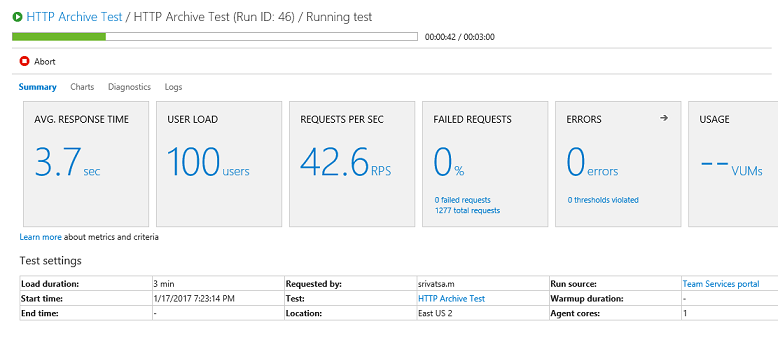 HTTP Archive Test / HTTP Archive Test (Run ID: 46) / Running test
00:00:42 / 00:03:00
Abort
Summary Charts Diagnostics Logs
AVG. RESPONSE TIME USER LOAD REQUESTS PER SEC FAILED REQUESTS ERRORS USAGE
3.7 sec 100 users 42.6 RPS 0 % 0 errors -- VUMs
0 failed requests 0 thresholds violated
1277 total requests
Learn more about metrics and criteria
Test settings
Load duration: 3 min Requested by: srivatsa.m Run source: Team Services portal
Start time: 1/17/2017 7:23:14 PM Test: HTTP Archive Test Warmup duration: -
End time: - Location: East US 2 Agent cores: 1